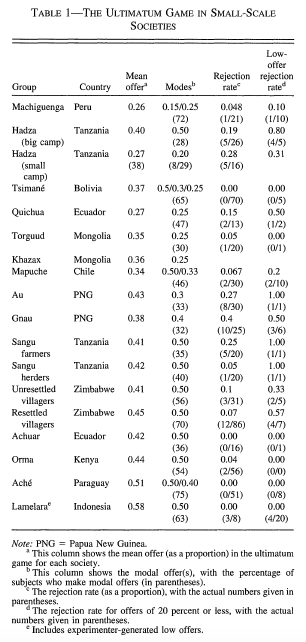 TABLE 1—THE ULTIMATUM GAME IN SMALL-SCALE
SOCIETIES
Group Country Mean offerᵃ Modesᵇ Rejection rateᶜ Low-offer rejection rateᵈ
Machiguenga Peru 0.26 0.15/0.25 0.048 0.10
(72) (1/21) (1/10)
Hadza Tanzania 0.40 0.50 0.19 0.80
(big camp) (28) (5/26) (4/5)
Hadza Tanzania 0.27 0.20 0.28 0.31
(small (38) (8/29) (5/16)
camp)
Tsimané Bolivia 0.37 0.5/0.3/0.25 0.00 0.00
(65) (0/70) (0/5)
Quichua Ecuador 0.27 0.25 0.15 0.50
(47) (2/13) (1/2)
Torguud Mongolia 0.35 0.25 0.05 0.00
(30) (1/20) (0/1)
Khazax Mongolia 0.36 0.25
Mapuche Chile 0.34 0.50/0.33 0.067 0.2
(46) (2/30) (2/10)
Au PNG 0.43 0.3 0.27 1.00
(33) (8/30) (1/1)
Gnau PNG 0.38 0.4 0.4 0.50
(32) (10/25) (3/6)
Sangu Tanzania 0.41 0.50 0.25 1.00
farmers (35) (5/20) (1/1)
Sangu Tanzania 0.42 0.50 0.05 1.00
herders (40) (1/20) (1/1)
Unresettled Zimbabwe 0.41 0.50 0.1 0.33
villagers (56) (3/31) (2/5)
Resettled Zimbabwe 0.45 0.50 0.07 0.57
villagers (70) (12/86) (4/7)
Achuar Ecuador 0.42 0.50 0.00 0.00
(36) (0/16) (0/1)
Orma Kenya 0.44 0.50 0.04 0.00
(54) (2/56) (0/0)
Aché Paraguay 0.51 0.50/0.40 0.00 0.00
(75) (0/51) (0/8)
Lamelaraᵉ Indonesia 0.58 0.50 0.00 0.00
(63) (3/8) (4/20)
Note: PNG = Papua New Guinea.
ᵃ This column shows the mean offer (as a proportion) in the ultimatum
game for each society.
ᵇ This column shows the modal offer(s), with the percentage of
subjects who make modal offers (in parentheses).
ᶜ The rejection rate (as a proportion), with the actual numbers given in
parentheses.
ᵈ The rejection rate for offers of 20 percent or less, with the actual
numbers given in parentheses.
ᵉ Includes experimenter-generated low offers.